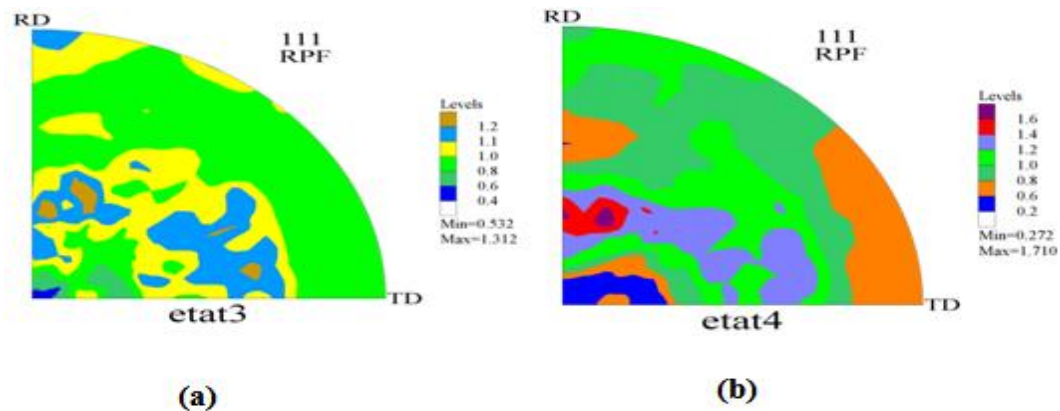 RD
111
RPF
Levels
1.2
1.1
1.0
0.8
0.6
0.4
Min=0.532
Max=1.312
TD
etat3
(a)
RD
111
RPF
Levels
1.6
1.4
1.2
1.0
0.8
0.6
0.2
Min=0.272
Max=1.710
TD
etat4
(b)